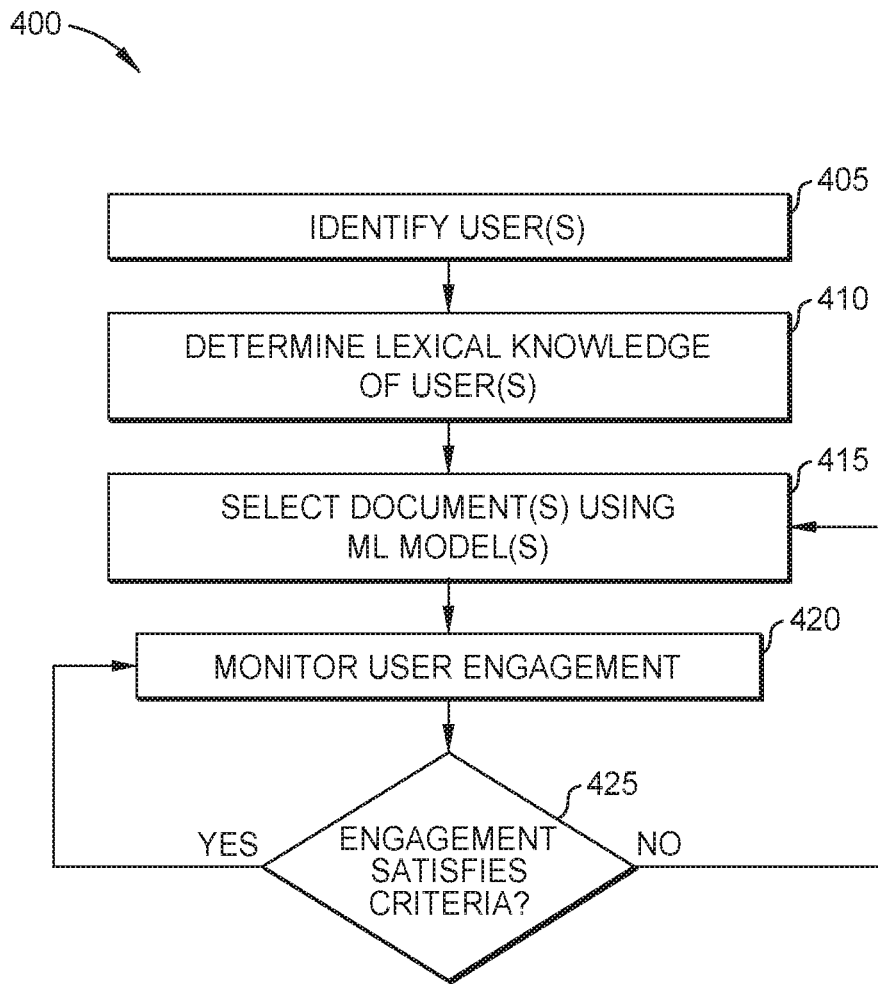 400
405
IDENTIFY USER(S)
410
DETERMINE LEXICAL KNOWLEDGE
OF USER(S)
415
SELECT DOCUMENT(S) USING
ML MODEL(S)
420
MONITOR USER ENGAGEMENT
425
YES
ENGAGEMENT
SATISFIES
CRITERIA?
NO